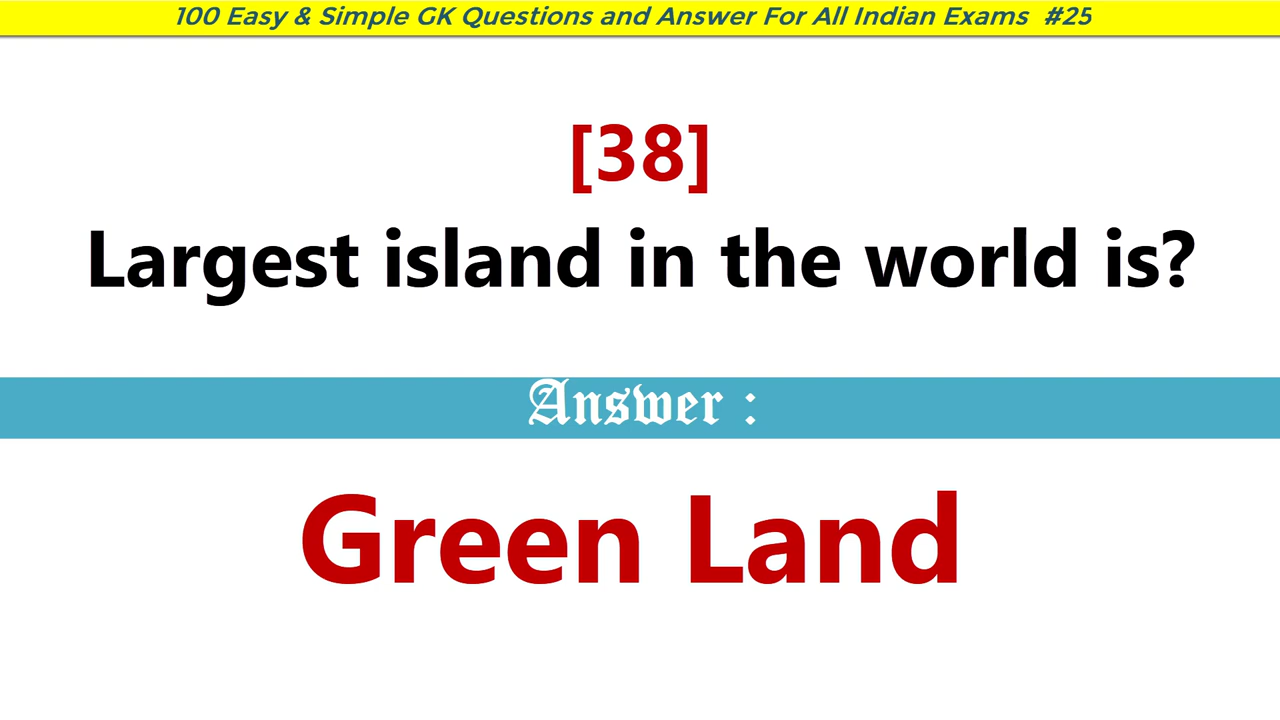 100 Easy & Simple GK Questions and Answer For All Indian Exams #25
[38]
Largest island in the world is?
Answer :
Green Land